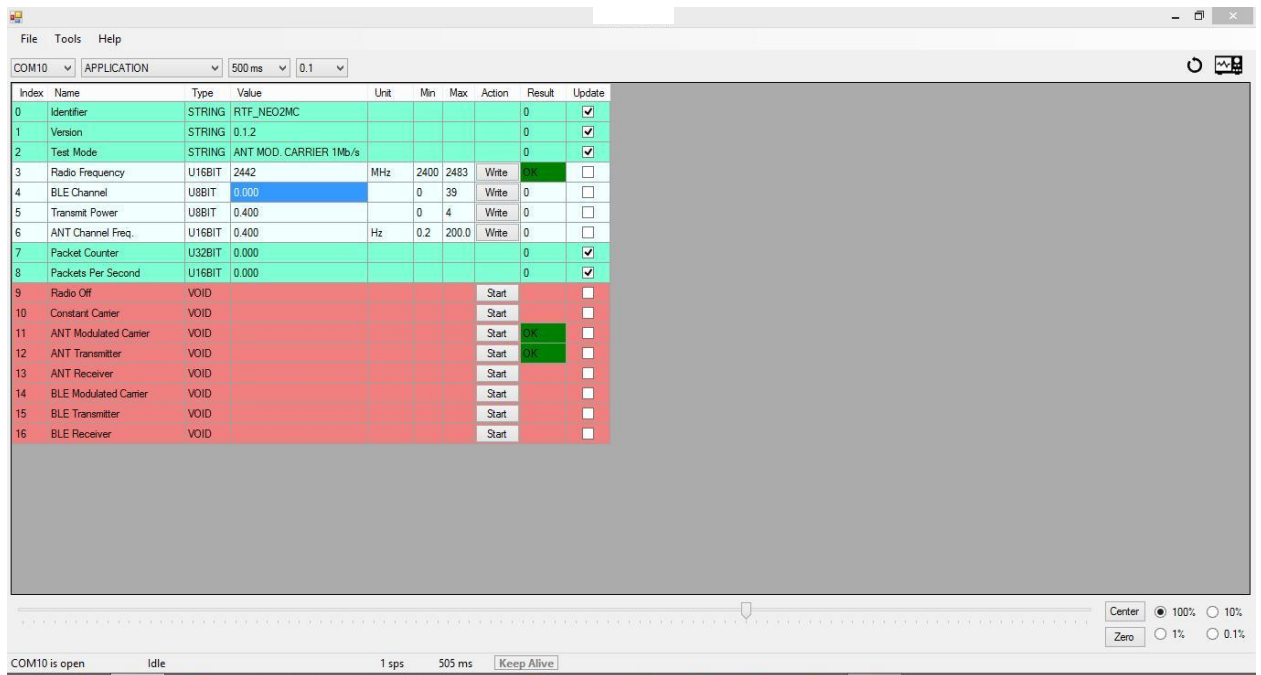 File Tools Help
COM10 APPLICATION 500 ms 0.1
Index Name Type Value Unit Min Max Action Result Update
0 Identifier STRING RTF_NEO2MC 0
1 Version STRING 0.1.2 0
2 Test Mode STRING ANT MOD. CARRIER 1Mb/s 0
3 Radio Frequency U16BIT 2442 MHz 2400 2483 Write OK
4 BLE Channel U8BIT 0.000 0 39 Write 0
5 Transmit Power U8BIT 0.400 0 4 Write 0
6 ANT Channel Freq. U16BIT 0.400 Hz 0.2 200.0 Write 0
7 Packet Counter U32BIT 0.000 0
8 Packets Per Second U16BIT 0.000 0
9 Radio Off VOID Start
10 Constant Carrier VOID Start
11 ANT Modulated Carrier VOID Start OK
12 ANT Transmitter VOID Start OK
13 ANT Receiver VOID Start
14 BLE Modulated Carrier VOID Start
15 BLE Transmitter VOID Start
16 BLE Receiver VOID Start
Center 100% 10%
Zero 1% 0.1%
COM10 is open Idle 1 sps 505 ms Keep Alive